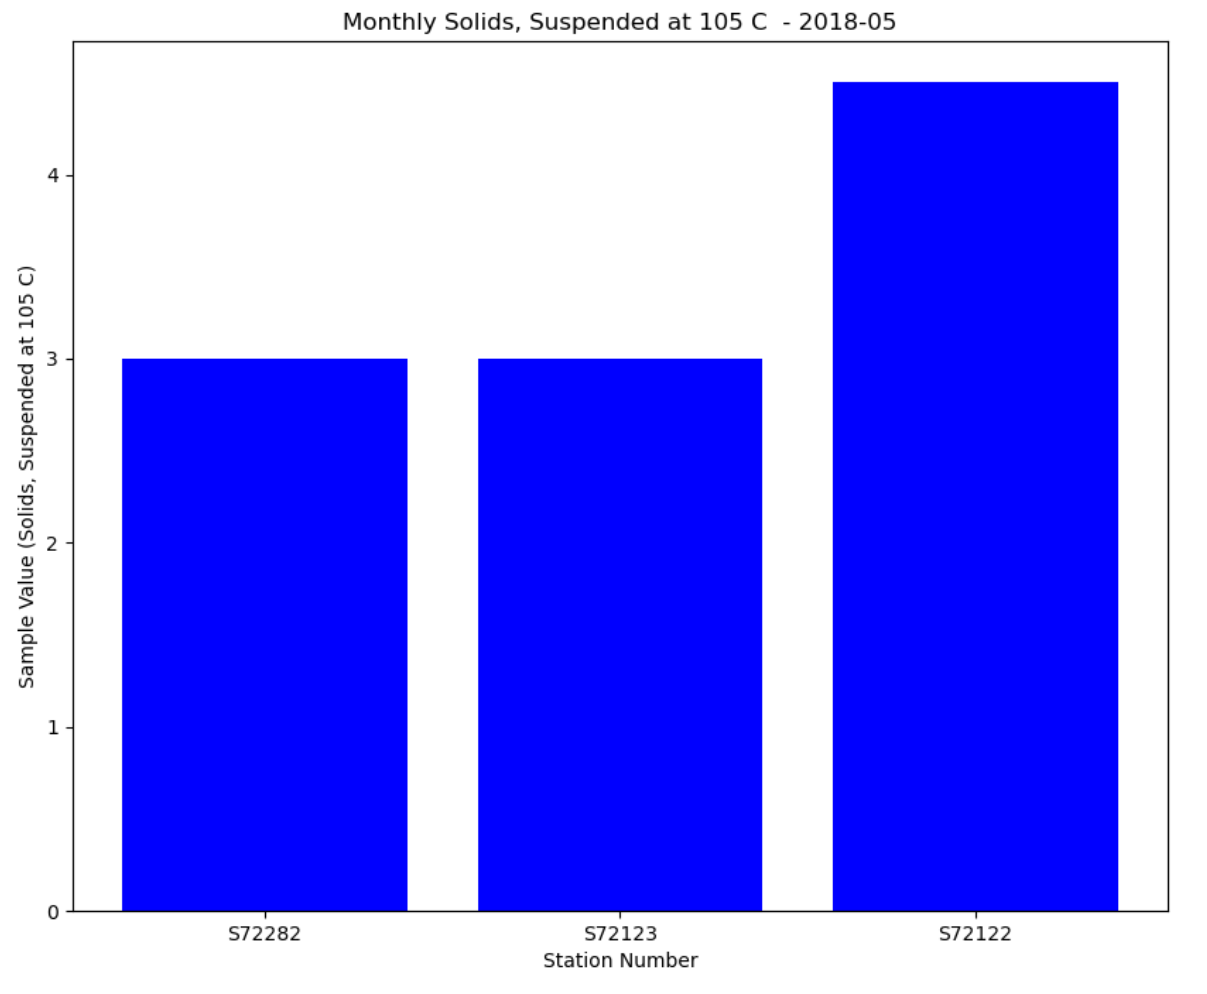 Monthly Solids, Suspended at 105 C  - 2018-05
Sample Value (Solids, Suspended at 105 C)
4
3
2
1
0
S72282 S72123 S72122
Station Number